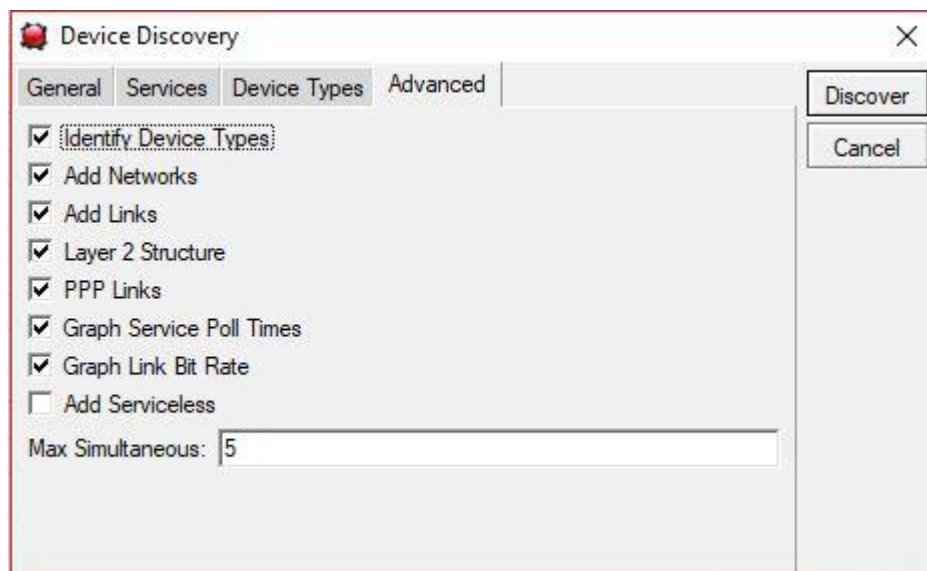 Device Discovery
General Services Device Types Advanced
Discover
Cancel
Identify Device Types
Add Networks
Add Links
Layer 2 Structure
PPP Links
Graph Service Poll Times
Graph Link Bit Rate
Add Serviceless
Max Simultaneous: 5